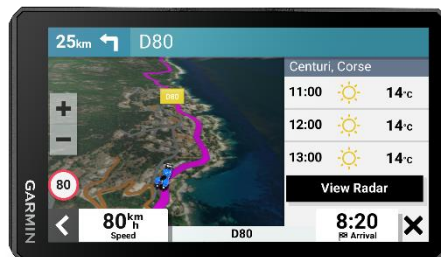 25km D80
Centuri, Corse
D80
11:00 14°C
12:00 14°C
13:00 14°C
View Radar
+
−
80
GARMIN
80 km/h
Speed
D80
8:20
Arrival